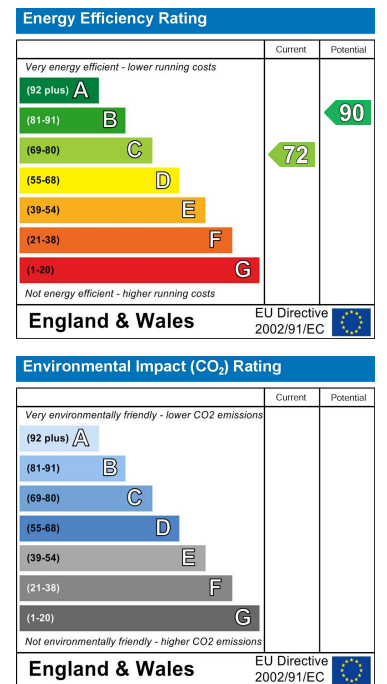 Energy Efficiency Rating
Current Potential
Very energy efficient - lower running costs
(92 plus) A
(81-91) B
90
(69-80) C
72
(55-68) D
(39-54) E
(21-38) F
(1-20) G
Not energy efficient - higher running costs
England & Wales
EU Directive
2002/91/EC
Environmental Impact (CO₂) Rating
Current Potential
Very environmentally friendly - lower CO2 emissions
(92 plus) A
(81-91) B
(69-80) C
(55-68) D
(39-54) E
(21-38) F
(1-20) G
Not environmentally friendly - higher CO2 emissions
England & Wales
EU Directive
2002/91/EC